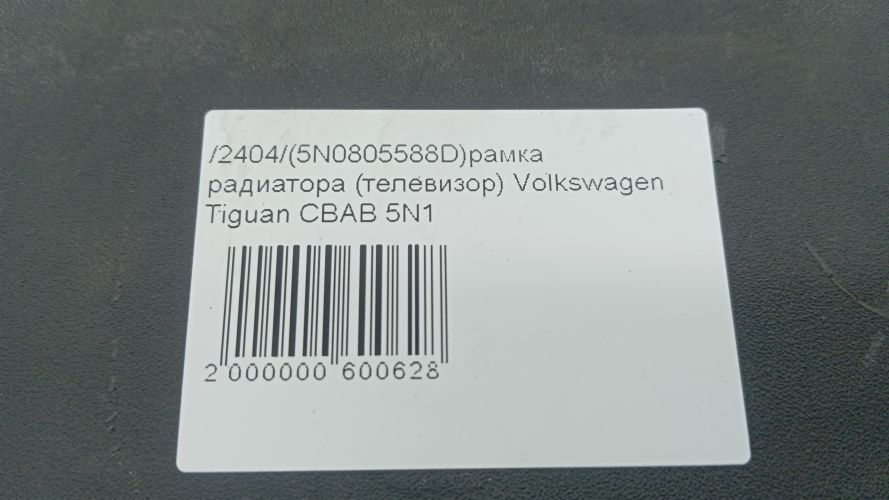 /2404/(5N0805588D)рамка
радиатора (телевизор) Volkswagen
Tiguan CBAB 5N1
2 000000 600628